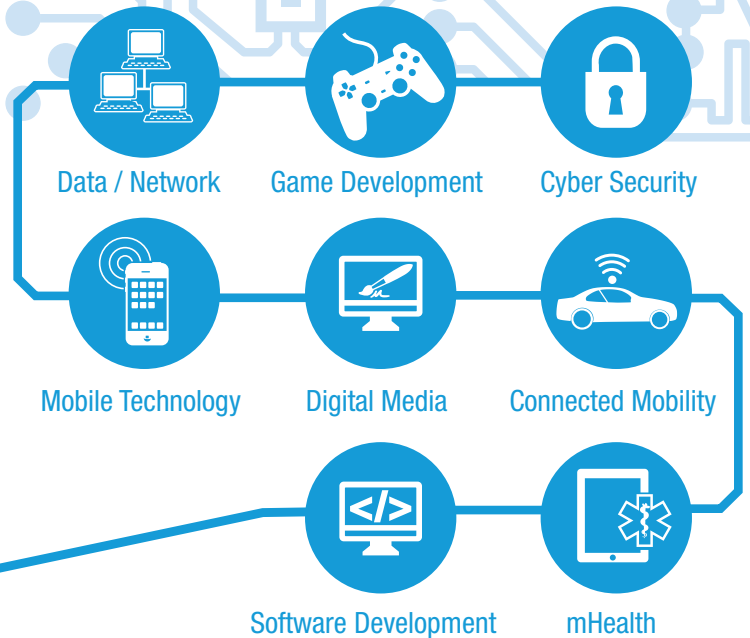 Data / Network
Game Development
Cyber Security
Mobile Technology
Digital Media
Connected Mobility
</>
Software Development
mHealth